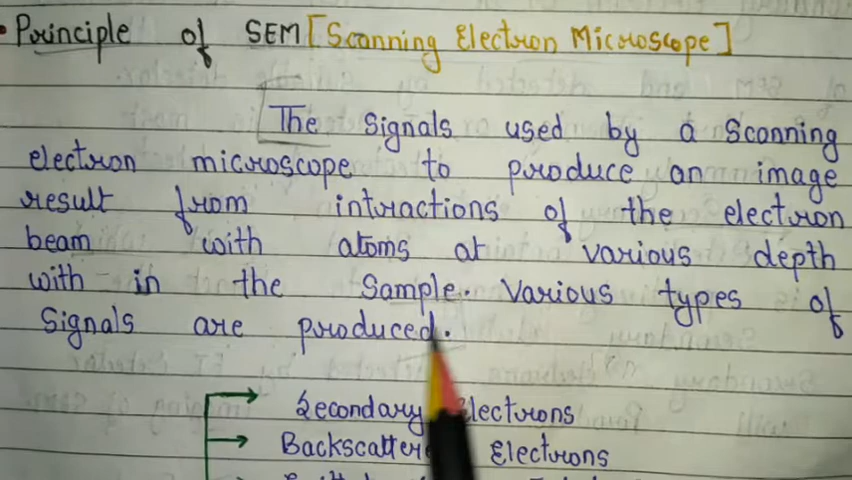 • Principle of SEM [Scanning Electron Microscope]
The signals used by a scanning
electron microscope to produce an image
result from intractions of the electron
beam with atoms at various depth
with in the sample. Various types of
signals are produced.
Secondary Electrons
Electrons